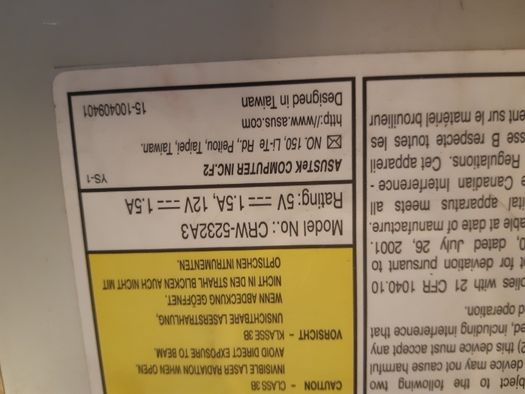 CAUTION - CLASS 3B
INVISIBLE LASER RADIATION WHEN OPEN.
AVOID DIRECT EXPOSURE TO BEAM.
VORSICHT - KLASSE 3B
UNSICHTBARE LASERSTRAHLUNG,
WENN ABDECKUNG GEÖFFNET.
NICHT IN DEN STRAHL BLICKEN AUCH NICHT MIT
OPTISCHEN INTRUMENTEN.
Model No.: CRW-5232A3
Rating: 5V ⎓ 1.5A, 12V ⎓ 1.5A
ASUSTeK COMPUTER INC.F2
YS-1
NO. 150, Li-Te Rd, Peitou, Taipei, Taiwan.
http://www.asus.com
Designed in Taiwan
15-100409401
bject to the following two
device may not cause harmful
2) this device must accept any
ed, including interference that
d operation.
plies with 21 CFR 1040.10
t for deviation pursuant to
0, dated July 26, 2001.
able at date of manufacture.
ital apparatus meets all
e Canadian Interference -
Regulations. Cet appareil
sse B respecte toutes les
ent sur le matériel brouilleur